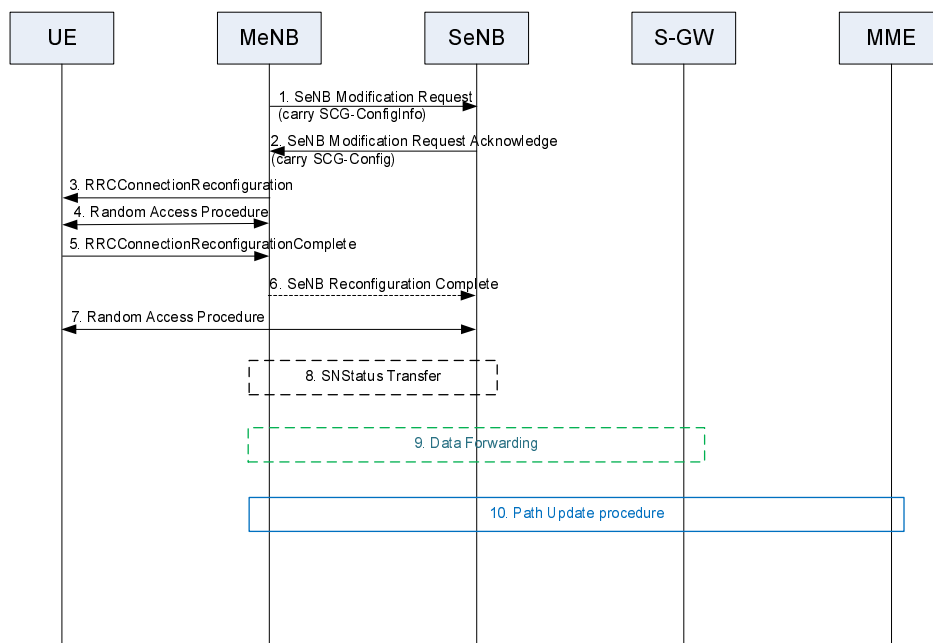 UE
MeNB
SeNB
S-GW
MME
1. SeNB Modification Request
(carry SCG-ConfigInfo)
2. SeNB Modification Request Acknowledge
(carry SCG-Config)
3. RRCConnectionReconfiguration
4. Random Access Procedure
5. RRCConnectionReconfigurationComplete
6. SeNB Reconfiguration Complete
7. Random Access Procedure
8. SNStatus Transfer
9. Data Forwarding
10. Path Update procedure